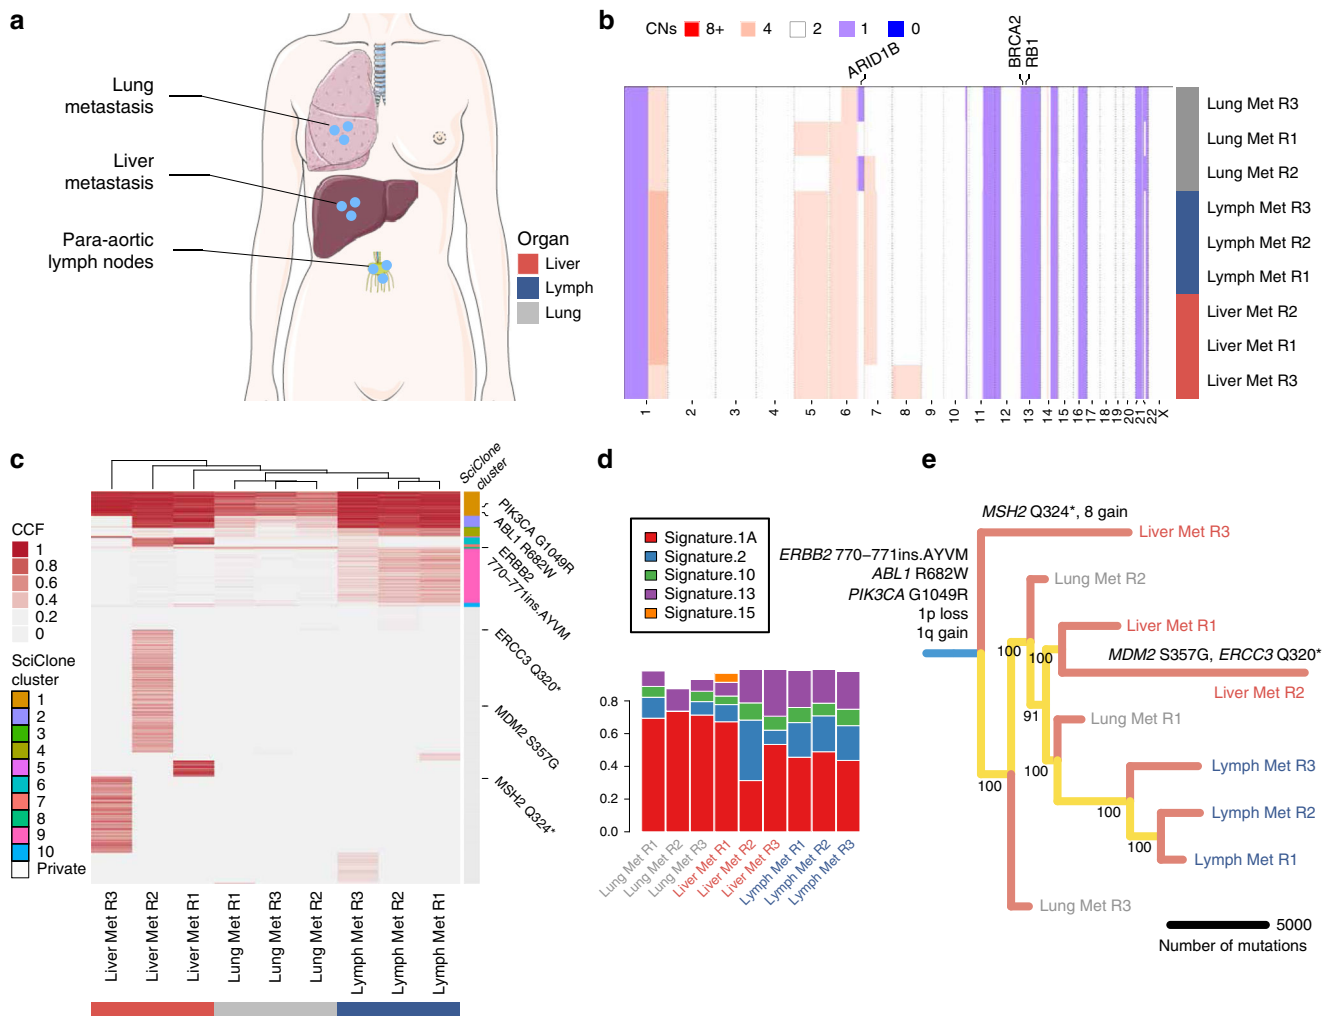 a
Lung
metastasis
Liver
metastasis
Para-aortic
lymph nodes
Organ
Liver
Lymph
Lung
b
CNs
8+
4
2
1
0
ARID1B
BRCA2
RB1
Lung Met R3
Lung Met R1
Lung Met R2
Lymph Met R3
Lymph Met R2
Lymph Met R1
Liver Met R2
Liver Met R1
Liver Met R3
1
2
3
4
5
6
7
8
9
10
11
12
13
14
15
16
17
18
19
20
21
22
X
c
CCF
1
0.8
0.6
0.4
0.2
0
SciClone
cluster
1
2
3
4
5
6
7
8
9
10
Private
SciClone
cluster
PIK3CA G1049R
ABL1 R682W
ERBB2
770–771ins.AYVM
ERCC3 Q320*
MDM2 S357G
MSH2 Q324*
Liver Met R3
Liver Met R2
Liver Met R1
Lung Met R1
Lung Met R3
Lung Met R2
Lymph Met R3
Lymph Met R2
Lymph Met R1
d
Signature.1A
Signature.2
Signature.10
Signature.13
Signature.15
0.8
0.6
0.4
0.2
0.0
Lung Met R1
Lung Met R2
Lung Met R3
Liver Met R1
Liver Met R2
Liver Met R3
Lymph Met R1
Lymph Met R2
Lymph Met R3
e
MSH2 Q324*, 8 gain
Liver Met R3
ERBB2 770–771ins.AYVM
ABL1 R682W
PIK3CA G1049R
1p loss
1q gain
Lung Met R2
Liver Met R1
100
100
MDM2 S357G, ERCC3 Q320*
Liver Met R2
91
Lung Met R1
100
Lymph Met R3
100
100
Lymph Met R2
100
Lymph Met R1
Lung Met R3
5000
Number of mutations